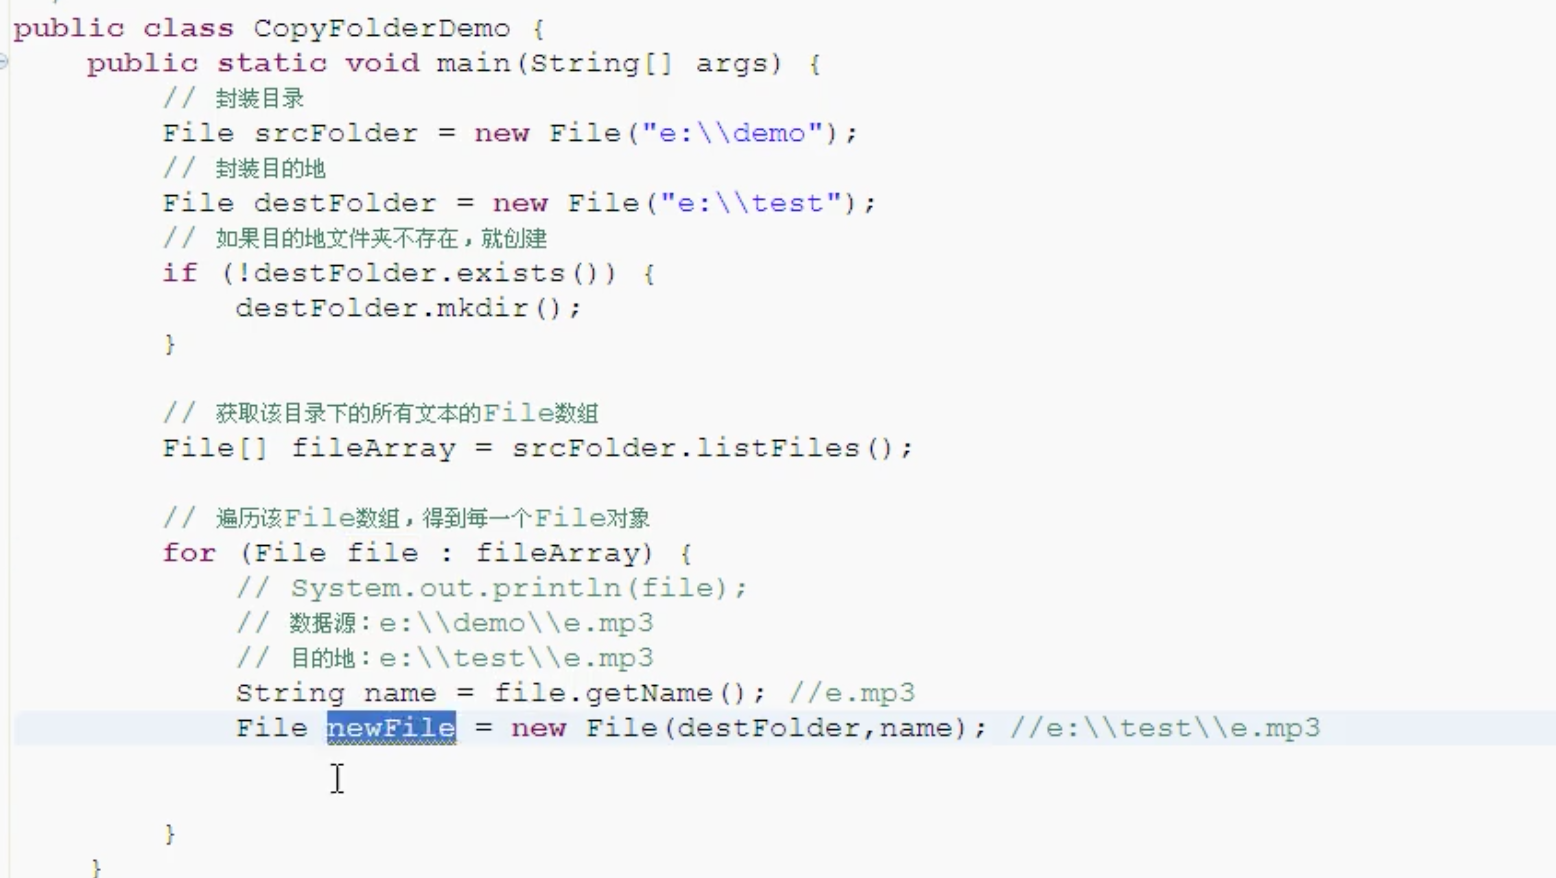 public class CopyFolderDemo {
public static void main(String[] args) {
// 封装目录
File srcFolder = new File("e:\\demo");
// 封装目的地
File destFolder = new File("e:\\test");
// 如果目的地文件夹不存在，就创建
if (!destFolder.exists()) {
destFolder.mkdir();
}
// 获取该目录下的所有文本的File数组
File[] fileArray = srcFolder.listFiles();
// 遍历该File数组，得到每一个File对象
for (File file : fileArray) {
// System.out.println(file);
// 数据源：e:\\demo\\e.mp3
// 目的地：e:\\test\\e.mp3
String name = file.getName(); //e.mp3
File newFile = new File(destFolder,name); //e:\\test\\e.mp3
}
}